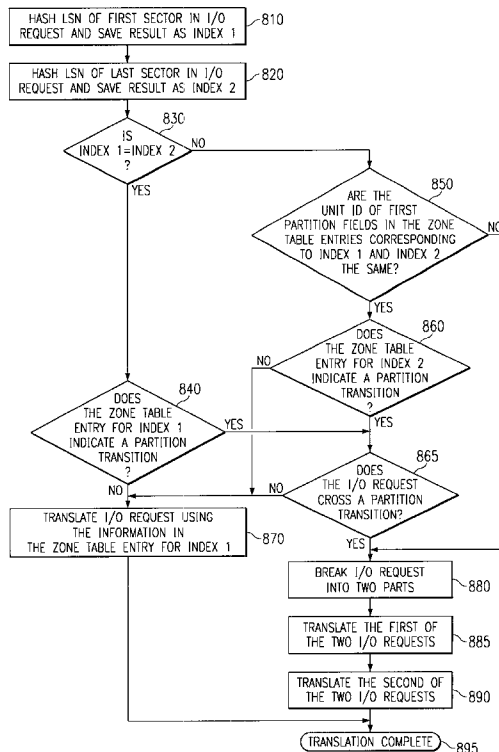 HASH LSN OF FIRST SECTOR IN I/O
REQUEST AND SAVE RESULT AS INDEX 1
810
HASH LSN OF LAST SECTOR IN I/O
REQUEST AND SAVE RESULT AS INDEX 2
820
IS
INDEX 1=INDEX 2
?
830
NO
YES
ARE THE
UNIT ID OF FIRST
PARTITION FIELDS IN THE ZONE
TABLE ENTRIES CORRESPONDING
TO INDEX 1 AND INDEX 2
THE SAME?
850
NO
YES
DOES
THE ZONE TABLE
ENTRY FOR INDEX 2
INDICATE A PARTITION
TRANSITION
?
860
NO
YES
DOES
THE ZONE TABLE
ENTRY FOR INDEX 1
INDICATE A PARTITION
TRANSITION
?
840
YES
NO
DOES
THE I/O REQUEST
CROSS A PARTITION
TRANSITION?
865
NO
YES
TRANSLATE I/O REQUEST USING
THE INFORMATION IN
THE ZONE TABLE ENTRY FOR INDEX 1
870
BREAK I/O REQUEST
INTO TWO PARTS
880
TRANSLATE THE FIRST OF
THE TWO I/O REQUESTS
885
TRANSLATE THE SECOND OF
THE TWO I/O REQUESTS
890
TRANSLATION COMPLETE
895